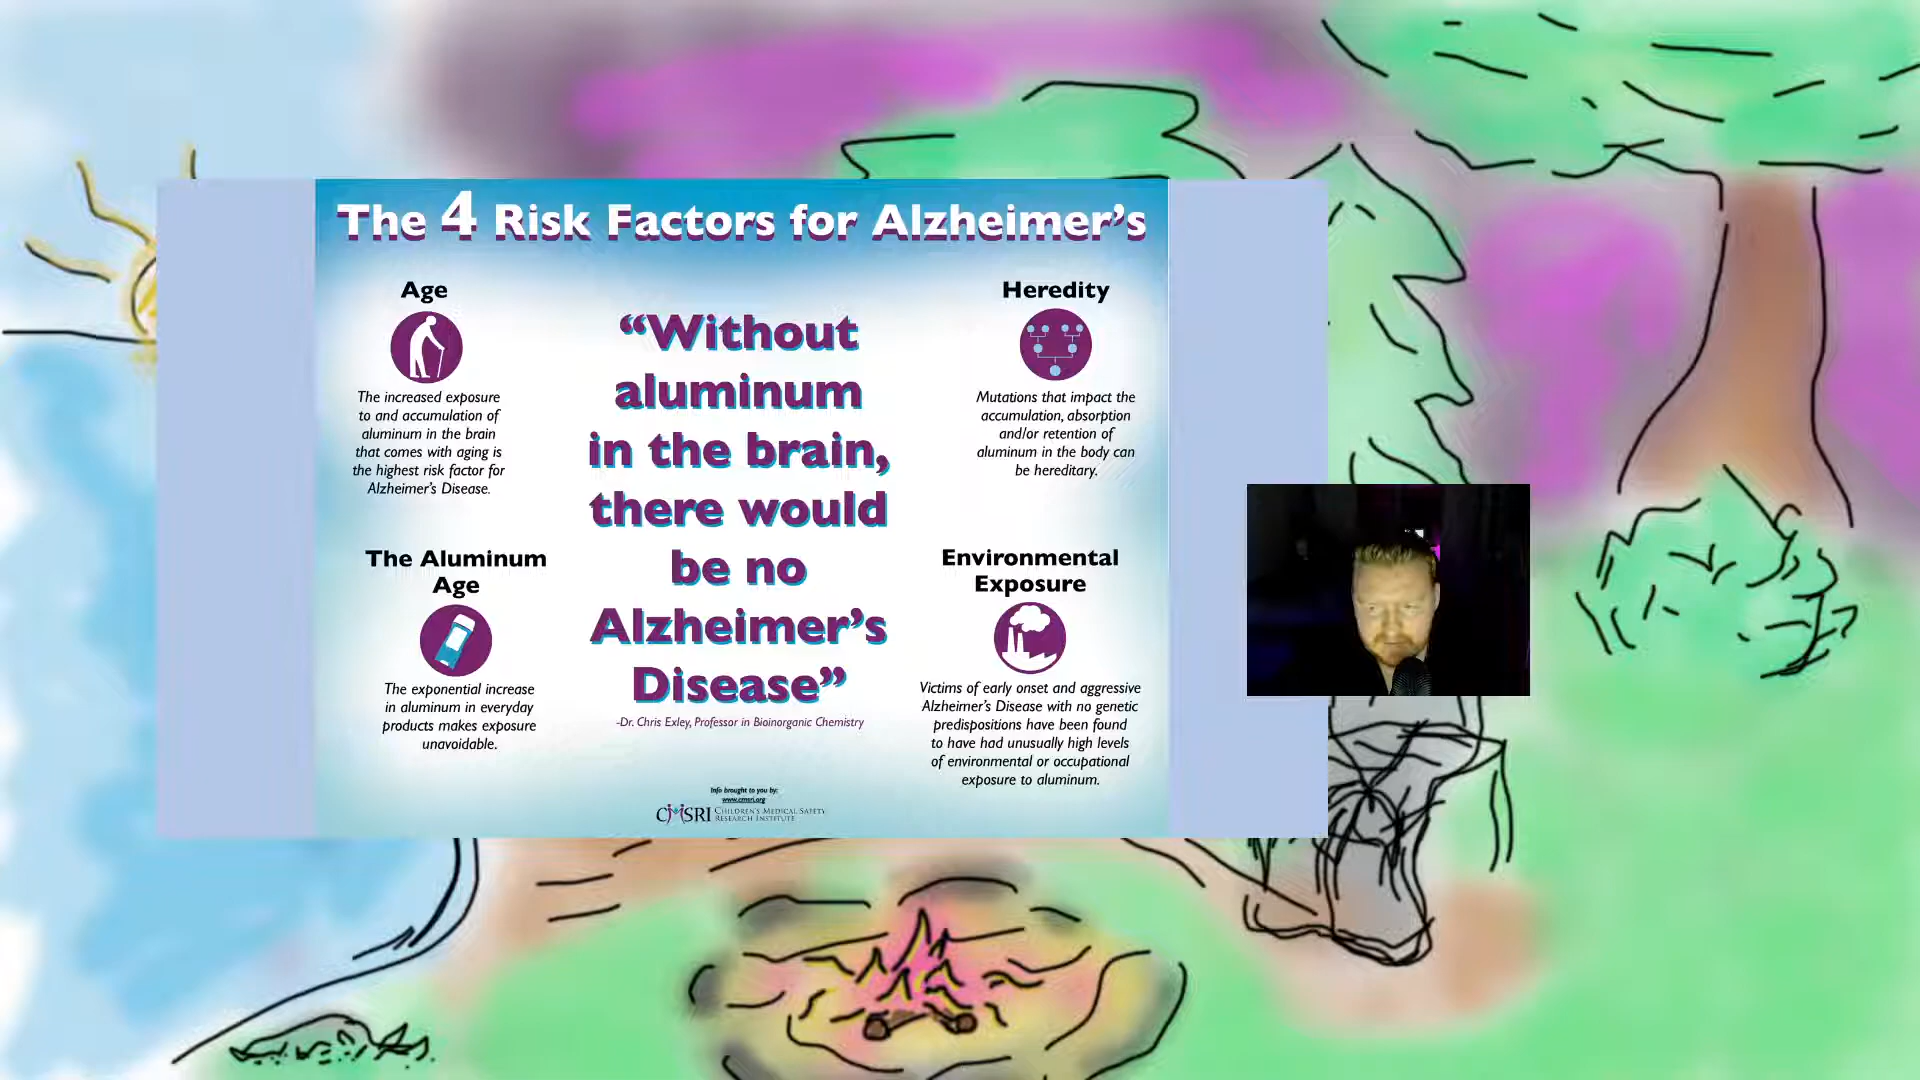 The 4 Risk Factors for Alzheimer's
Age
The increased exposure
to and accumulation of
aluminum in the brain
that comes with aging is
the highest risk factor for
Alzheimer's Disease.
The Aluminum
Age
The exponential increase
in aluminum in everyday
products makes exposure
unavoidable.
“Without
aluminum
in the brain,
there would
be no
Alzheimer’s
Disease”
-Dr. Chris Exley, Professor in Bioinorganic Chemistry
Heredity
Mutations that impact the
accumulation, absorption
and/or retention of
aluminum in the body can
be hereditary.
Environmental
Exposure
Victims of early onset and aggressive
Alzheimer's Disease with no genetic
predispositions have been found
to have had unusually high levels
of environmental or occupational
exposure to aluminum.
Info brought to you by:
www.cmsri.org
CMSRI CHILDREN'S MEDICAL SAFETY
RESEARCH INSTITUTE